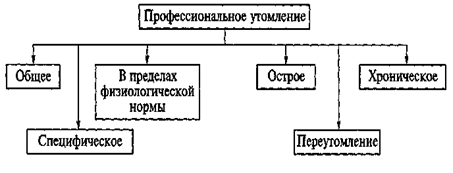 Профессиональное утомление
Общее
В пределах
физиологической
нормы
Острое
Хроническое
Специфическое
Переутомление